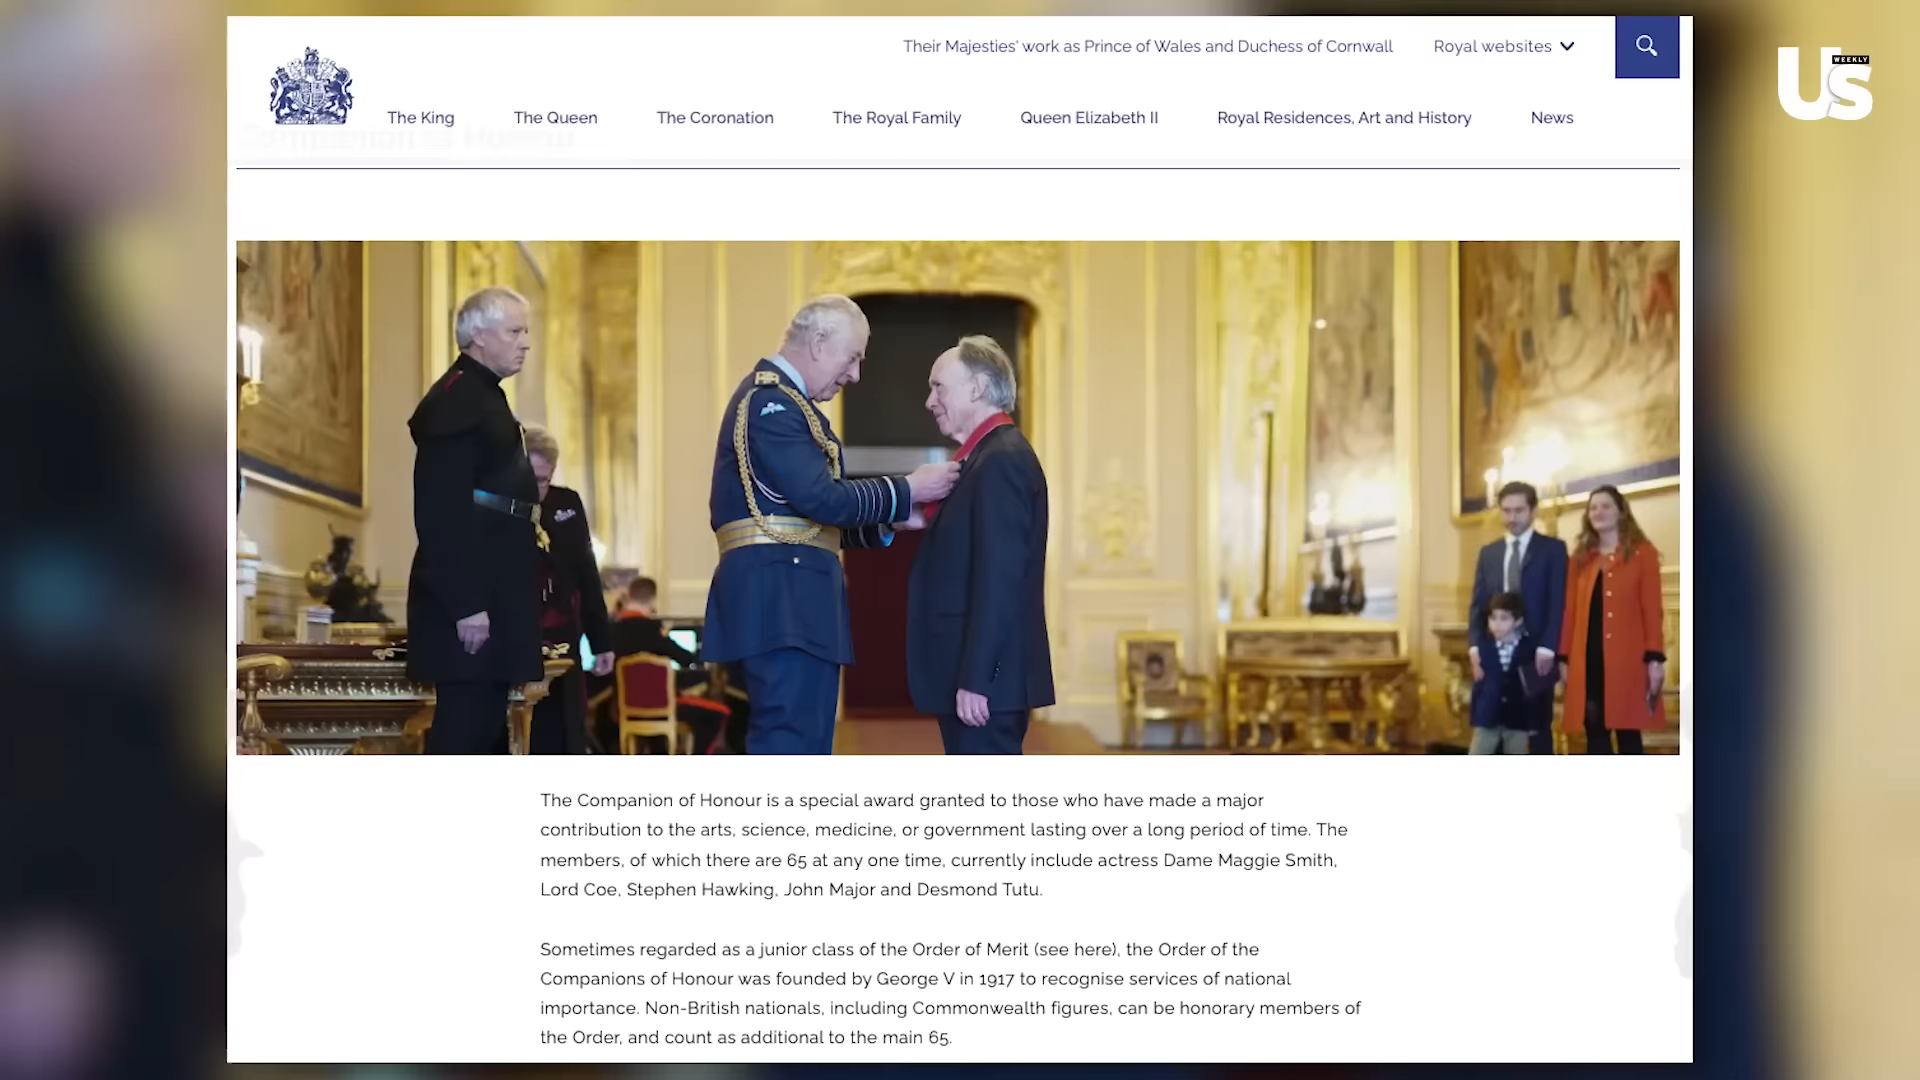 Their Majesties' work as Prince of Wales and Duchess of Cornwall
Royal websites
US
WEEKLY
The King
The Queen
The Coronation
The Royal Family
Queen Elizabeth II
Royal Residences, Art and History
News
Companion of Honour
The Companion of Honour is a special award granted to those who have made a major
contribution to the arts, science, medicine, or government lasting over a long period of time. The
members, of which there are 65 at any one time, currently include actress Dame Maggie Smith,
Lord Coe, Stephen Hawking, John Major and Desmond Tutu.
Sometimes regarded as a junior class of the Order of Merit (see here), the Order of the
Companions of Honour was founded by George V in 1917 to recognise services of national
importance. Non-British nationals, including Commonwealth figures, can be honorary members of
the Order, and count as additional to the main 65.